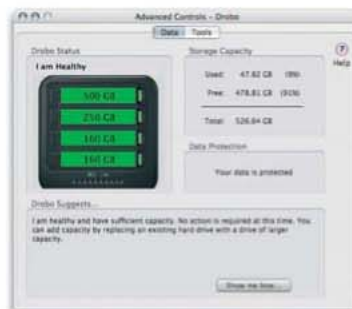 Advanced Controls – Drobo
Data Tools
Drobo Status
I am Healthy
500 GB
250 GB
160 GB
160 GB
Storage Capacity
Used: 47.82 GB (9%)
Free: 478.81 GB (91%)
Total: 526.64 GB
Help
Data Protection
Your data is protected
Drobo Suggests...
I am healthy and have sufficient capacity. No action is required at this time. You
can add capacity by replacing an existing hard drive with a drive of larger
capacity.
Show me how...